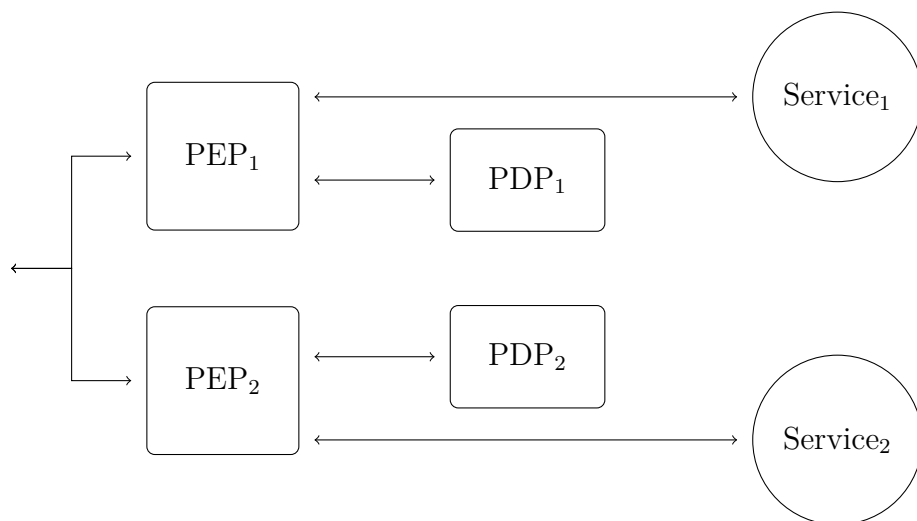 Service₁
PEP₁
PDP₁
PEP₂
PDP₂
Service₂